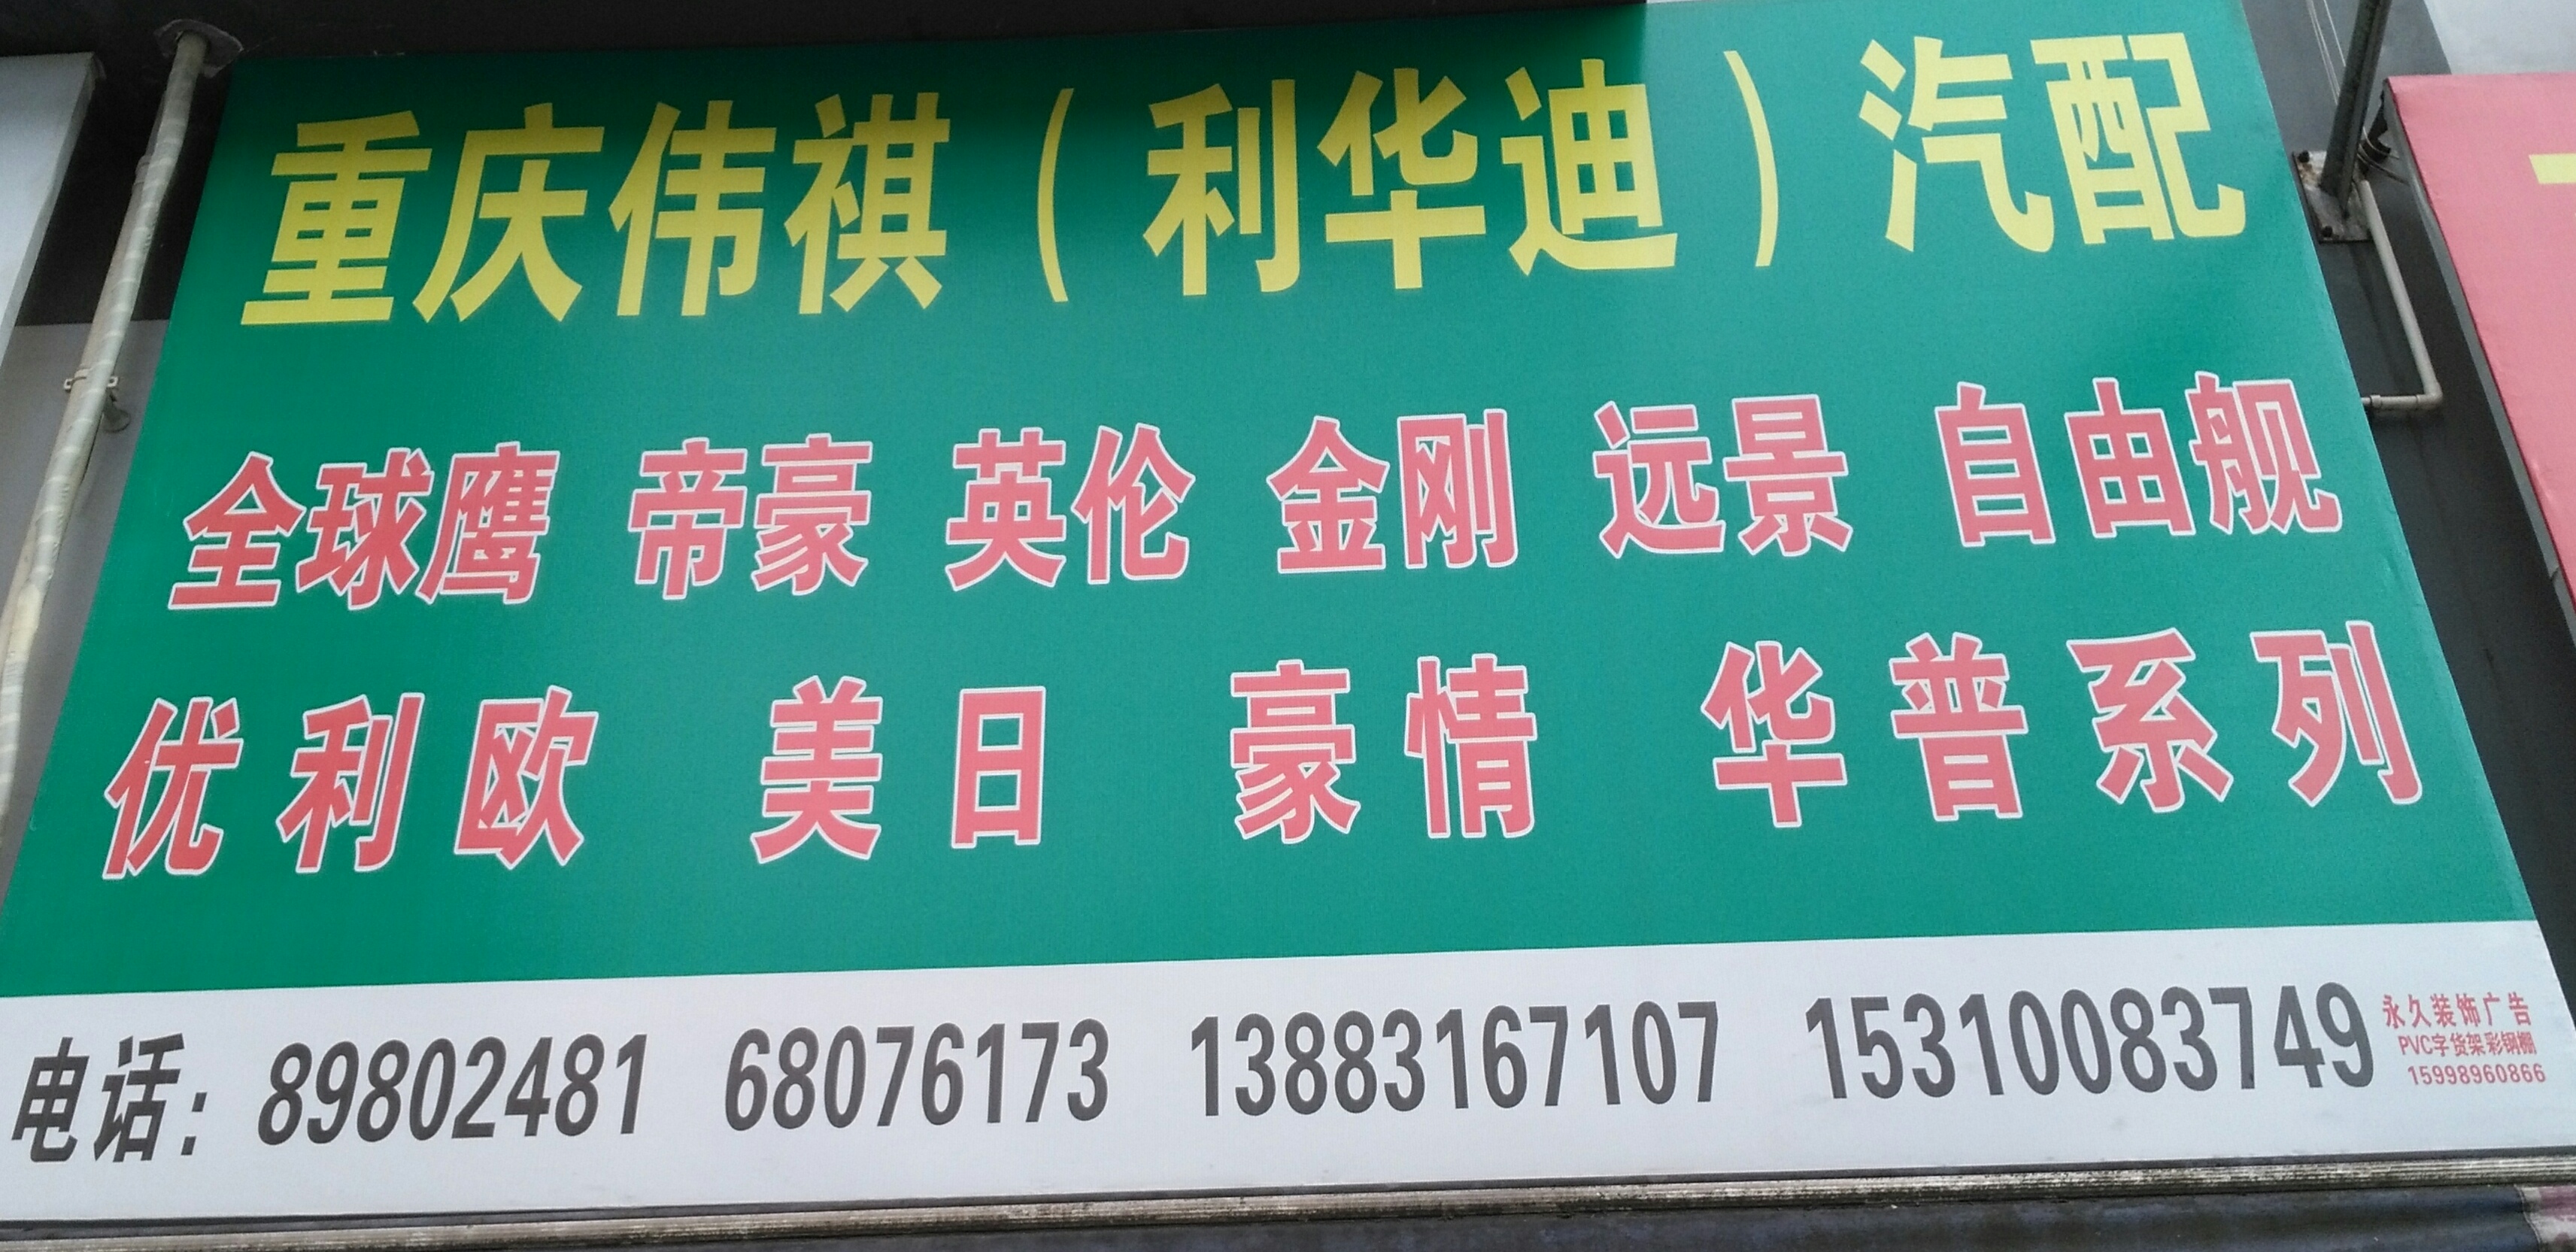 重庆伟祺（利华迪）汽配
全球鹰 帝豪 英伦 金刚 远景 自由舰
优利欧 美日 豪情 华普系列
电话: 89802481 68076173 13883167107 15310083749
永久装饰广告
PVC字货架彩钢棚
15998960866